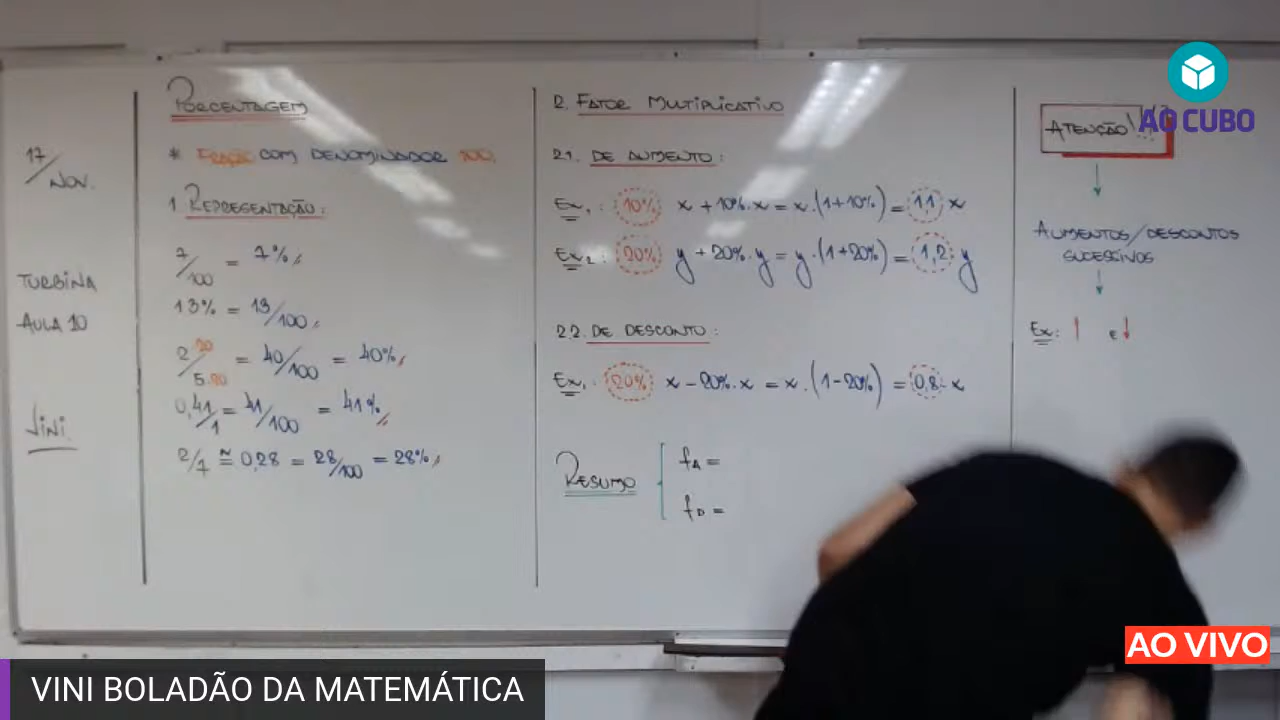 17/NOV.
TURBINA
AULA 10
VINI
PORCENTAGEM
* FRAÇÃO COM DENOMINADOR 100.
1 REPRESENTAÇÃO:
7/100 = 7%
13% = 13/100
2.20/5.20 = 40/100 = 40%
0,41/1 = 41/100 = 41%
2/7 ≅ 0,28 = 28/100 = 28%
2. FATOR MULTIPLICATIVO
2.1. DE AUMENTO:
Ex1: 10% x + 10%.x = x.(1+10%) = 1,1 x
Ex2: 20% y + 20%.y = y.(1+20%) = 1,2 y
2.2. DE DESCONTO:
Ex1: 20% x - 20%.x = x.(1-20%) = 0,8.x
RESUMO
fA =
fD =
ATENÇÃO!!!
AUMENTOS/DESCONTOS
SUCESSIVOS
Ex: ↑ E ↓
AO CUBO
AO VIVO
VINI BOLADÃO DA MATEMÁTICA